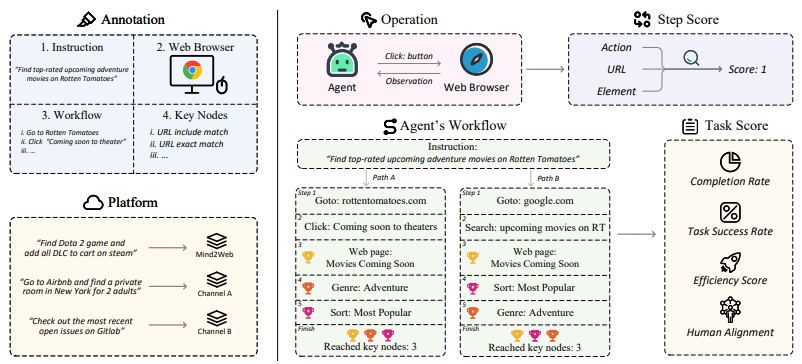 Annotation
1. Instruction
"Find top-rated upcoming adventure
movies on Rotten Tomatoes"
2. Web Browser
3. Workflow
i. Go to Rotten Tomatoes
ii. Click "Coming soon to theater"
iii. ...
4. Key Nodes
i. URL include match
ii. URL exact match
iii. ...
Platform
"Find Dota 2 game and
add all DLC to cart on steam"
Mind2Web
"Go to Airbnb and find a private
room in New York for 2 adults"
Channel A
"Check out the most recent
open issues on Gitlab"
Channel B
Operation
Agent
Click: button
Observation
Web Browser
Step Score
Action
URL
Element
Score: 1
Agent's Workflow
Instruction:
"Find top-rated upcoming adventure movies on Rotten Tomatoes"
Path A
Path B
Step 1
Goto: rottentomatoes.com
2
Click: Coming soon to theaters
3
Web page:
Movies Coming Soon
4
Genre: Adventure
5
Sort: Most Popular
Finish
Reached key nodes: 3
Step 1
Goto: google.com
2
Search: upcoming movies on RT
3
Web page:
Movies Coming Soon
4
Sort: Most Popular
5
Genre: Adventure
Finish
Reached key nodes: 3
Task Score
Completion Rate
Task Success Rate
Efficiency Score
Human Alignment